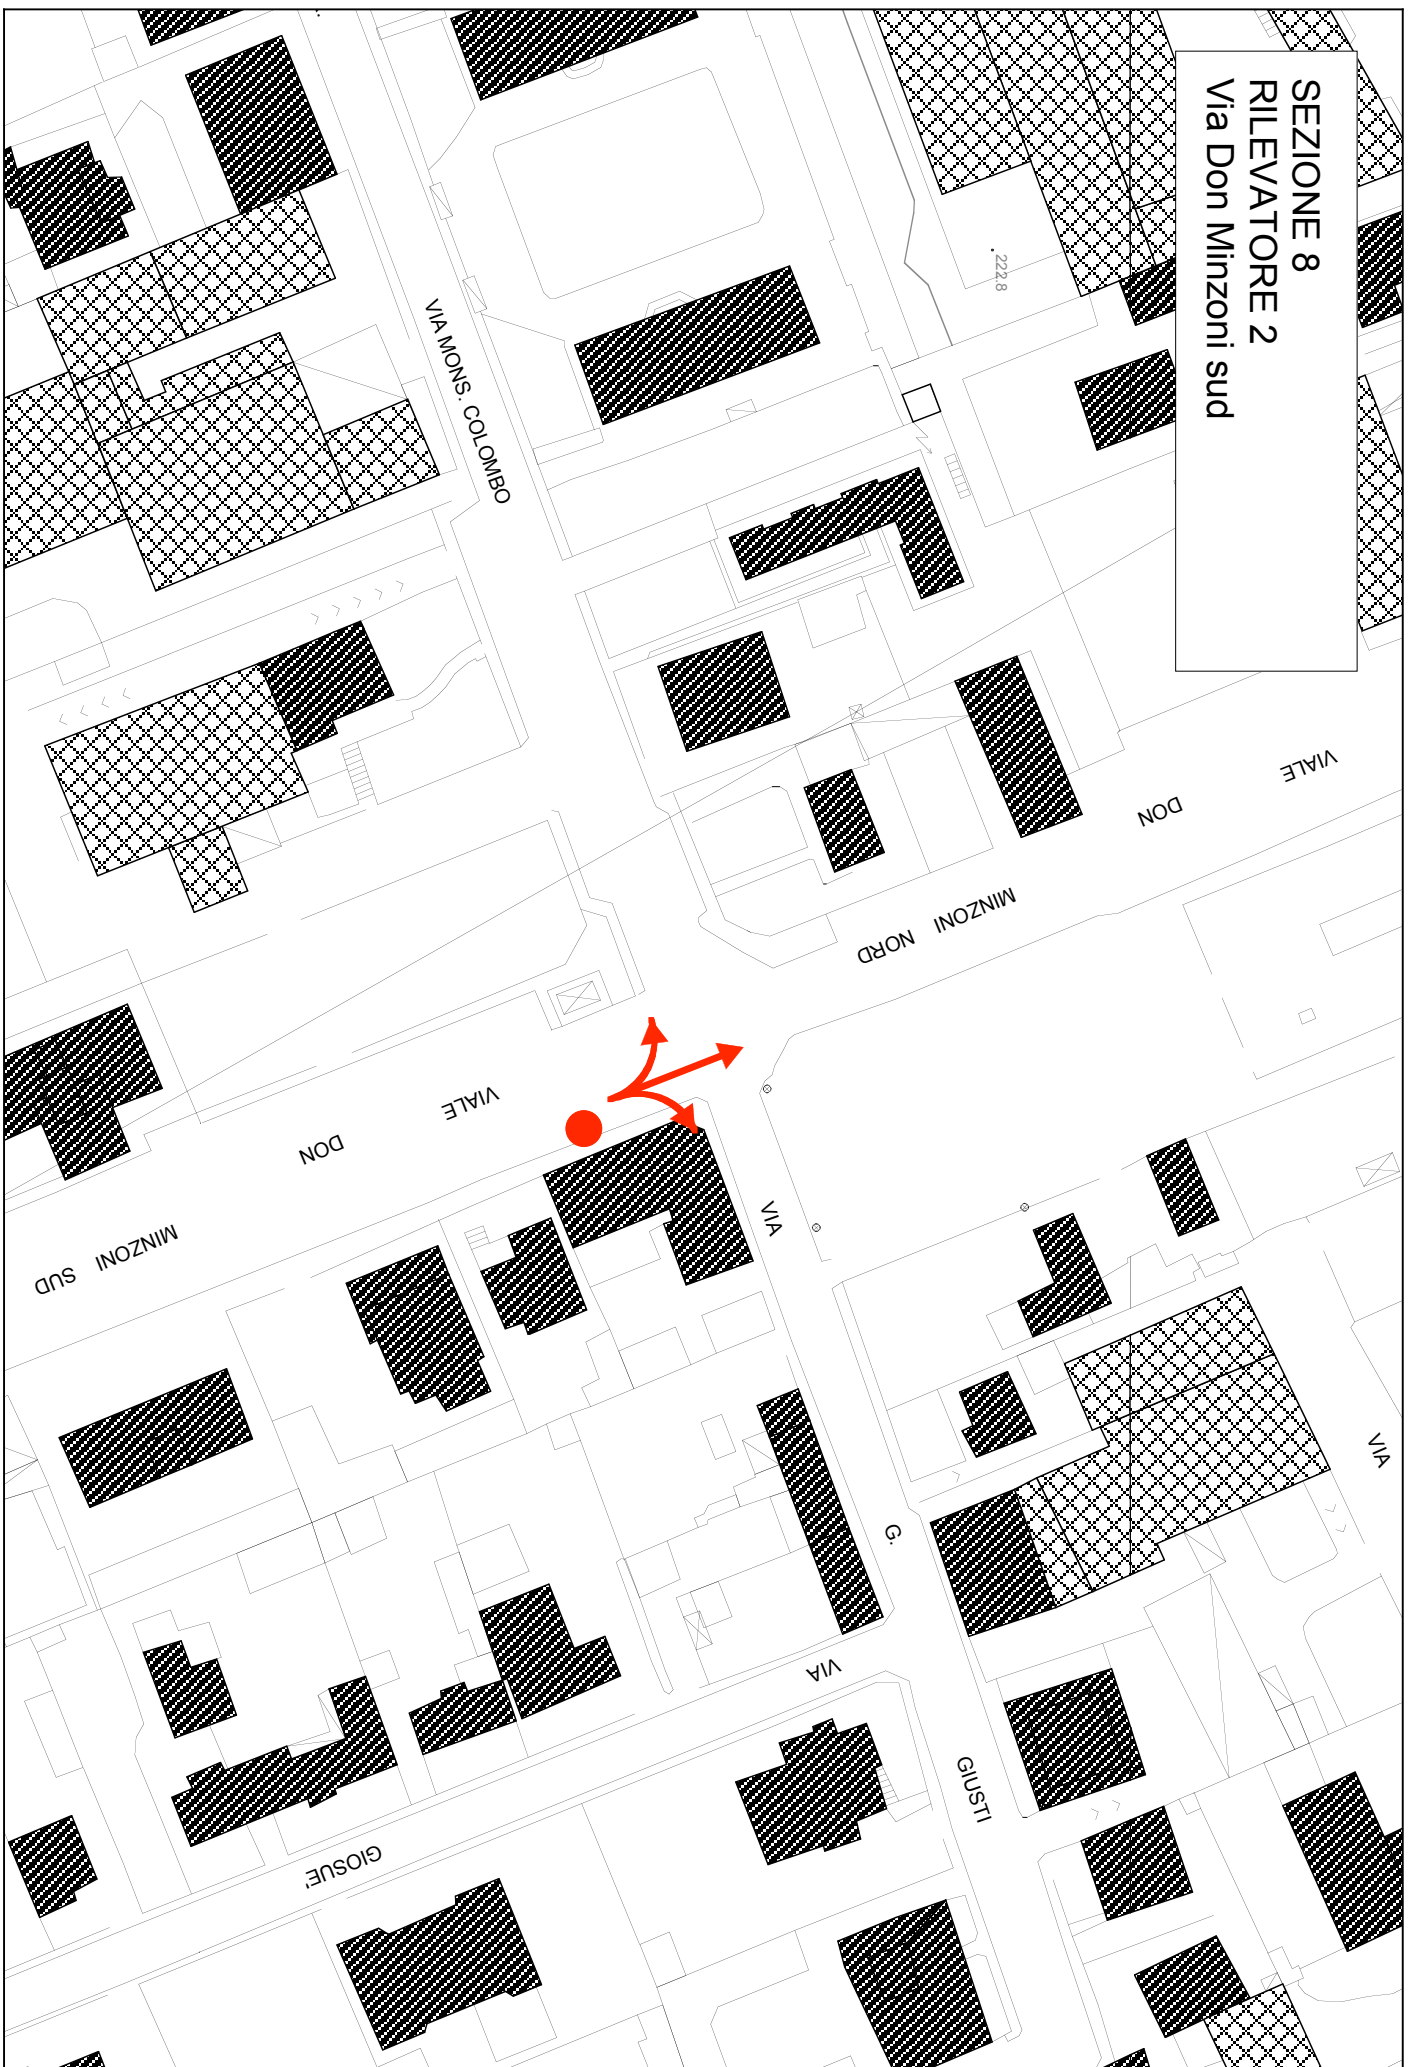 SEZIONE 8
RILEVATORE 2
Via Don Minzoni sud
222.8
VIA MONS. COLOMBO
VIALE
DON
MINZONI NORD
VIALE
DON
MINZONI SUD
VIA
G.
GIUSTI
VIA
VIA
GIOSUE'